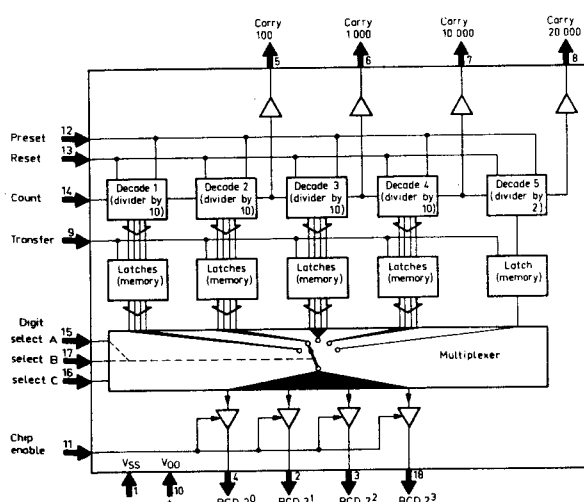 Carry 100
Carry 1 000
Carry 10 000
Carry 20 000
5
6
7
8
Preset 12
Reset 13
Count 14
Decade 1 (divider by 10)
Decade 2 (divider by 10)
Decade 3 (divider by 10)
Decade 4 (divider by 10)
Decade 5 (divider by 2)
Transfer 9
Latches (memory)
Latches (memory)
Latches (memory)
Latches (memory)
Latch (memory)
Digit
select A 15
select B 17
select C 16
Multiplexer
Chip enable 11
VSS
VDD
1
10
4
2
3
18
BCD 2⁰
BCD 2¹
BCD 2²
BCD 2³